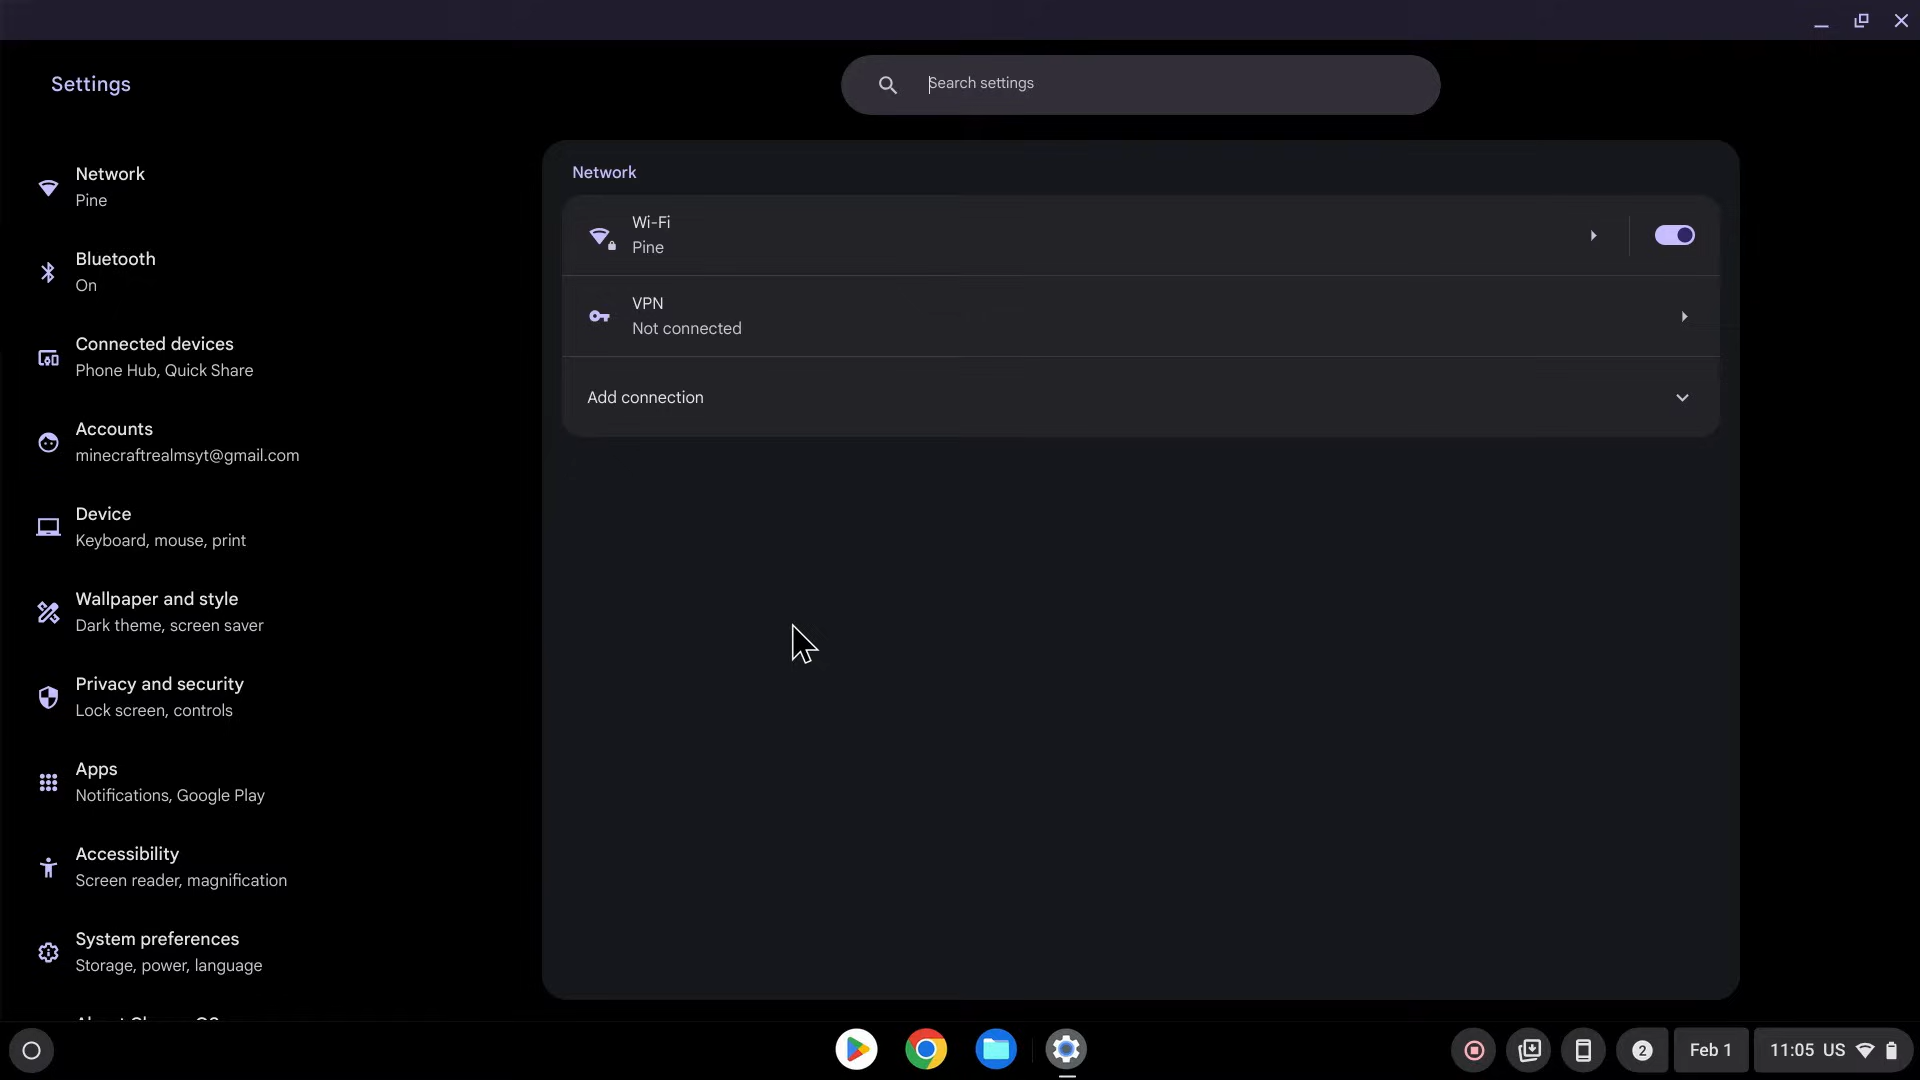 Settings
Search settings
Network
Pine
Bluetooth
On
Connected devices
Phone Hub, Quick Share
Accounts
minecraftrealmsyt@gmail.com
Device
Keyboard, mouse, print
Wallpaper and style
Dark theme, screen saver
Privacy and security
Lock screen, controls
Apps
Notifications, Google Play
Accessibility
Screen reader, magnification
System preferences
Storage, power, language
Network
Wi-Fi
Pine
VPN
Not connected
Add connection
2
Feb 1
11:05 US